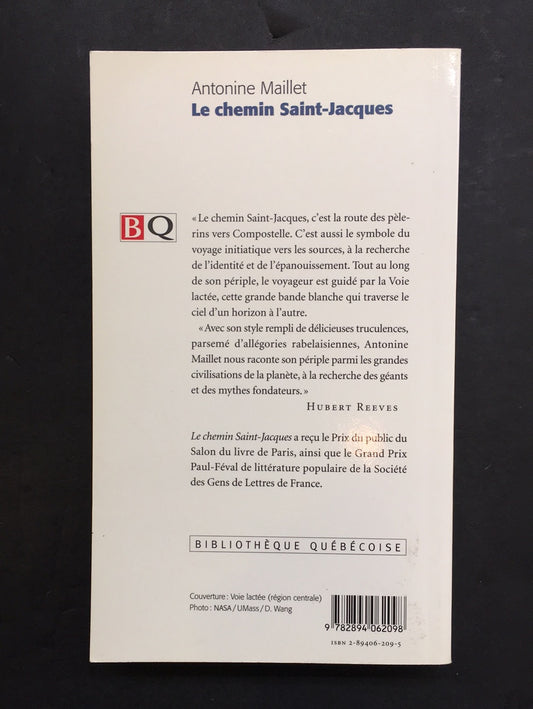 Antonine Maillet
Le chemin Saint-Jacques
BQ
« Le chemin Saint-Jacques, c'est la route des pèle-
rins vers Compostelle. C'est aussi le symbole du
voyage initiatique vers les sources, à la recherche
de l'identité et de l'épanouissement. Tout au long
de son périple, le voyageur est guidé par la Voie
lactée, cette grande bande blanche qui traverse le
ciel d'un horizon à l'autre.
« Avec son style rempli de délicieuses truculences,
parsemé d'allégories rabelaisiennes, Antonine
Maillet nous raconte son périple parmi les grandes
civilisations de la planète, à la recherche des géants
et des mythes fondateurs. »
HUBERT REEVES
Le chemin Saint-Jacques a reçu le Prix du public du
Salon du livre de Paris, ainsi que le Grand Prix
Paul-Féval de littérature populaire de la Société
des Gens de Lettres de France.
BIBLIOTHÈQUE QUÉBÉCOISE
Couverture : Voie lactée (région centrale)
Photo : NASA / UMass / D. Wang
9 782894 062098
ISBN 2-89406-209-5